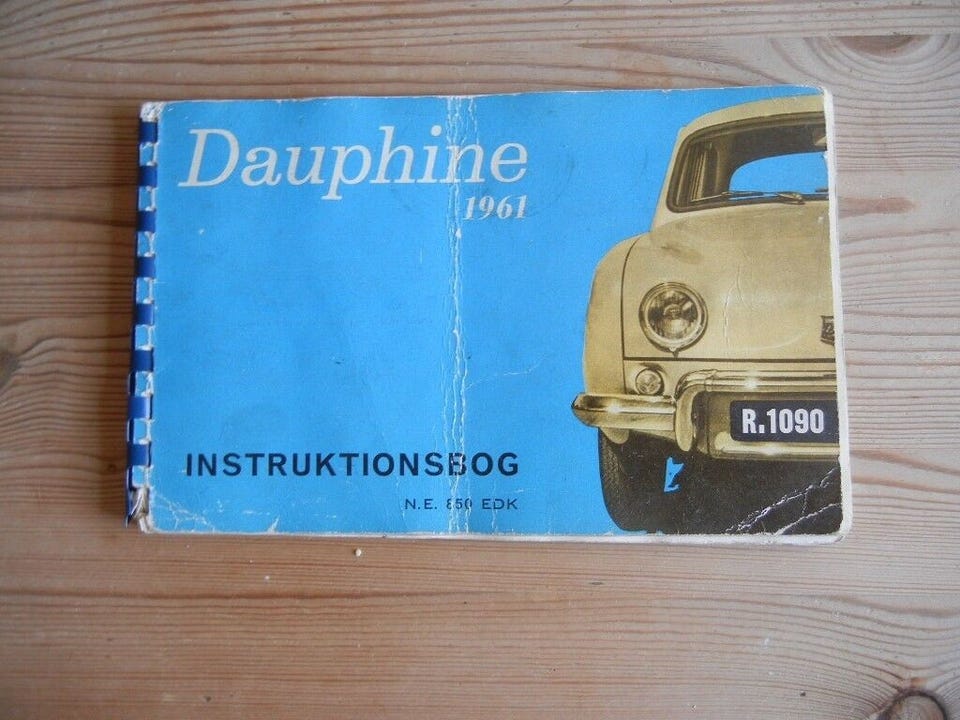 Dauphine
1961
R.1090
INSTRUKTIONSBOG
N.E. 850 EDK